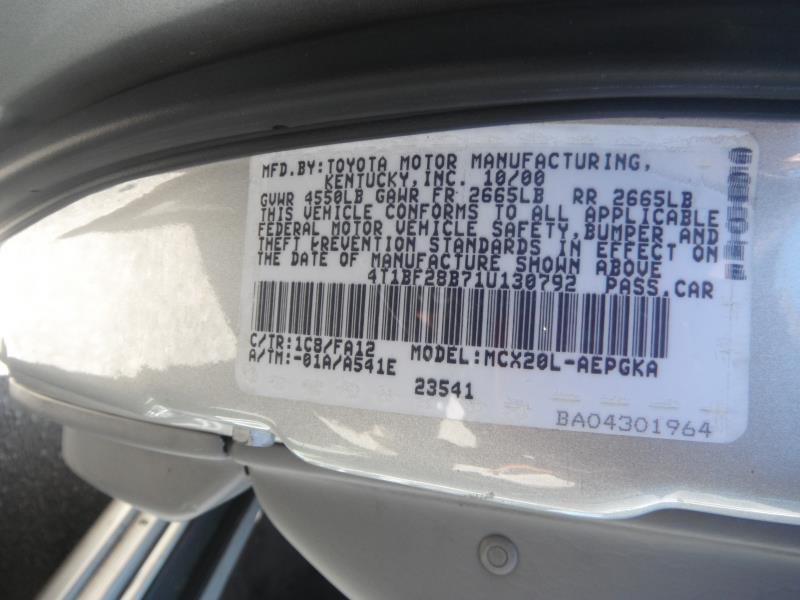 MFD.BY:TOYOTA MOTOR MANUFACTURING,
KENTUCKY,INC. 10/00
GVWR 4550LB GAWR FR 2665LB RR 2665LB
THIS VEHICLE CONFORMS TO ALL APPLICABLE
FEDERAL MOTOR VEHICLE SAFETY,BUMPER AND
THEFT PREVENTION STANDARDS IN EFFECT ON
THE DATE OF MANUFACTURE SHOWN ABOVE
4T1BF28B71U130792 PASS.CAR
C/TR:1C8/FA12 MODEL:MCX20L-AEPGKA
A/TM:-01A/A541E
23541
BA04301964